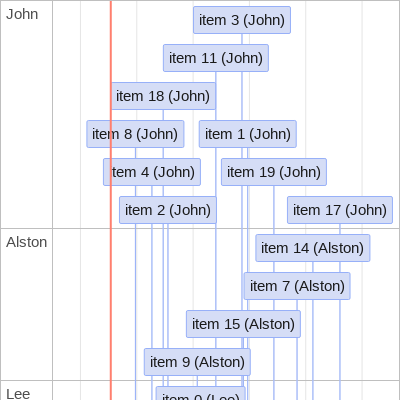 John
item 3 (John)
item 11 (John)
item 18 (John)
item 8 (John)
item 1 (John)
item 4 (John)
item 19 (John)
item 2 (John)
item 17 (John)
Alston
item 14 (Alston)
item 7 (Alston)
item 15 (Alston)
item 9 (Alston)
Lee
item 0 (Lee)